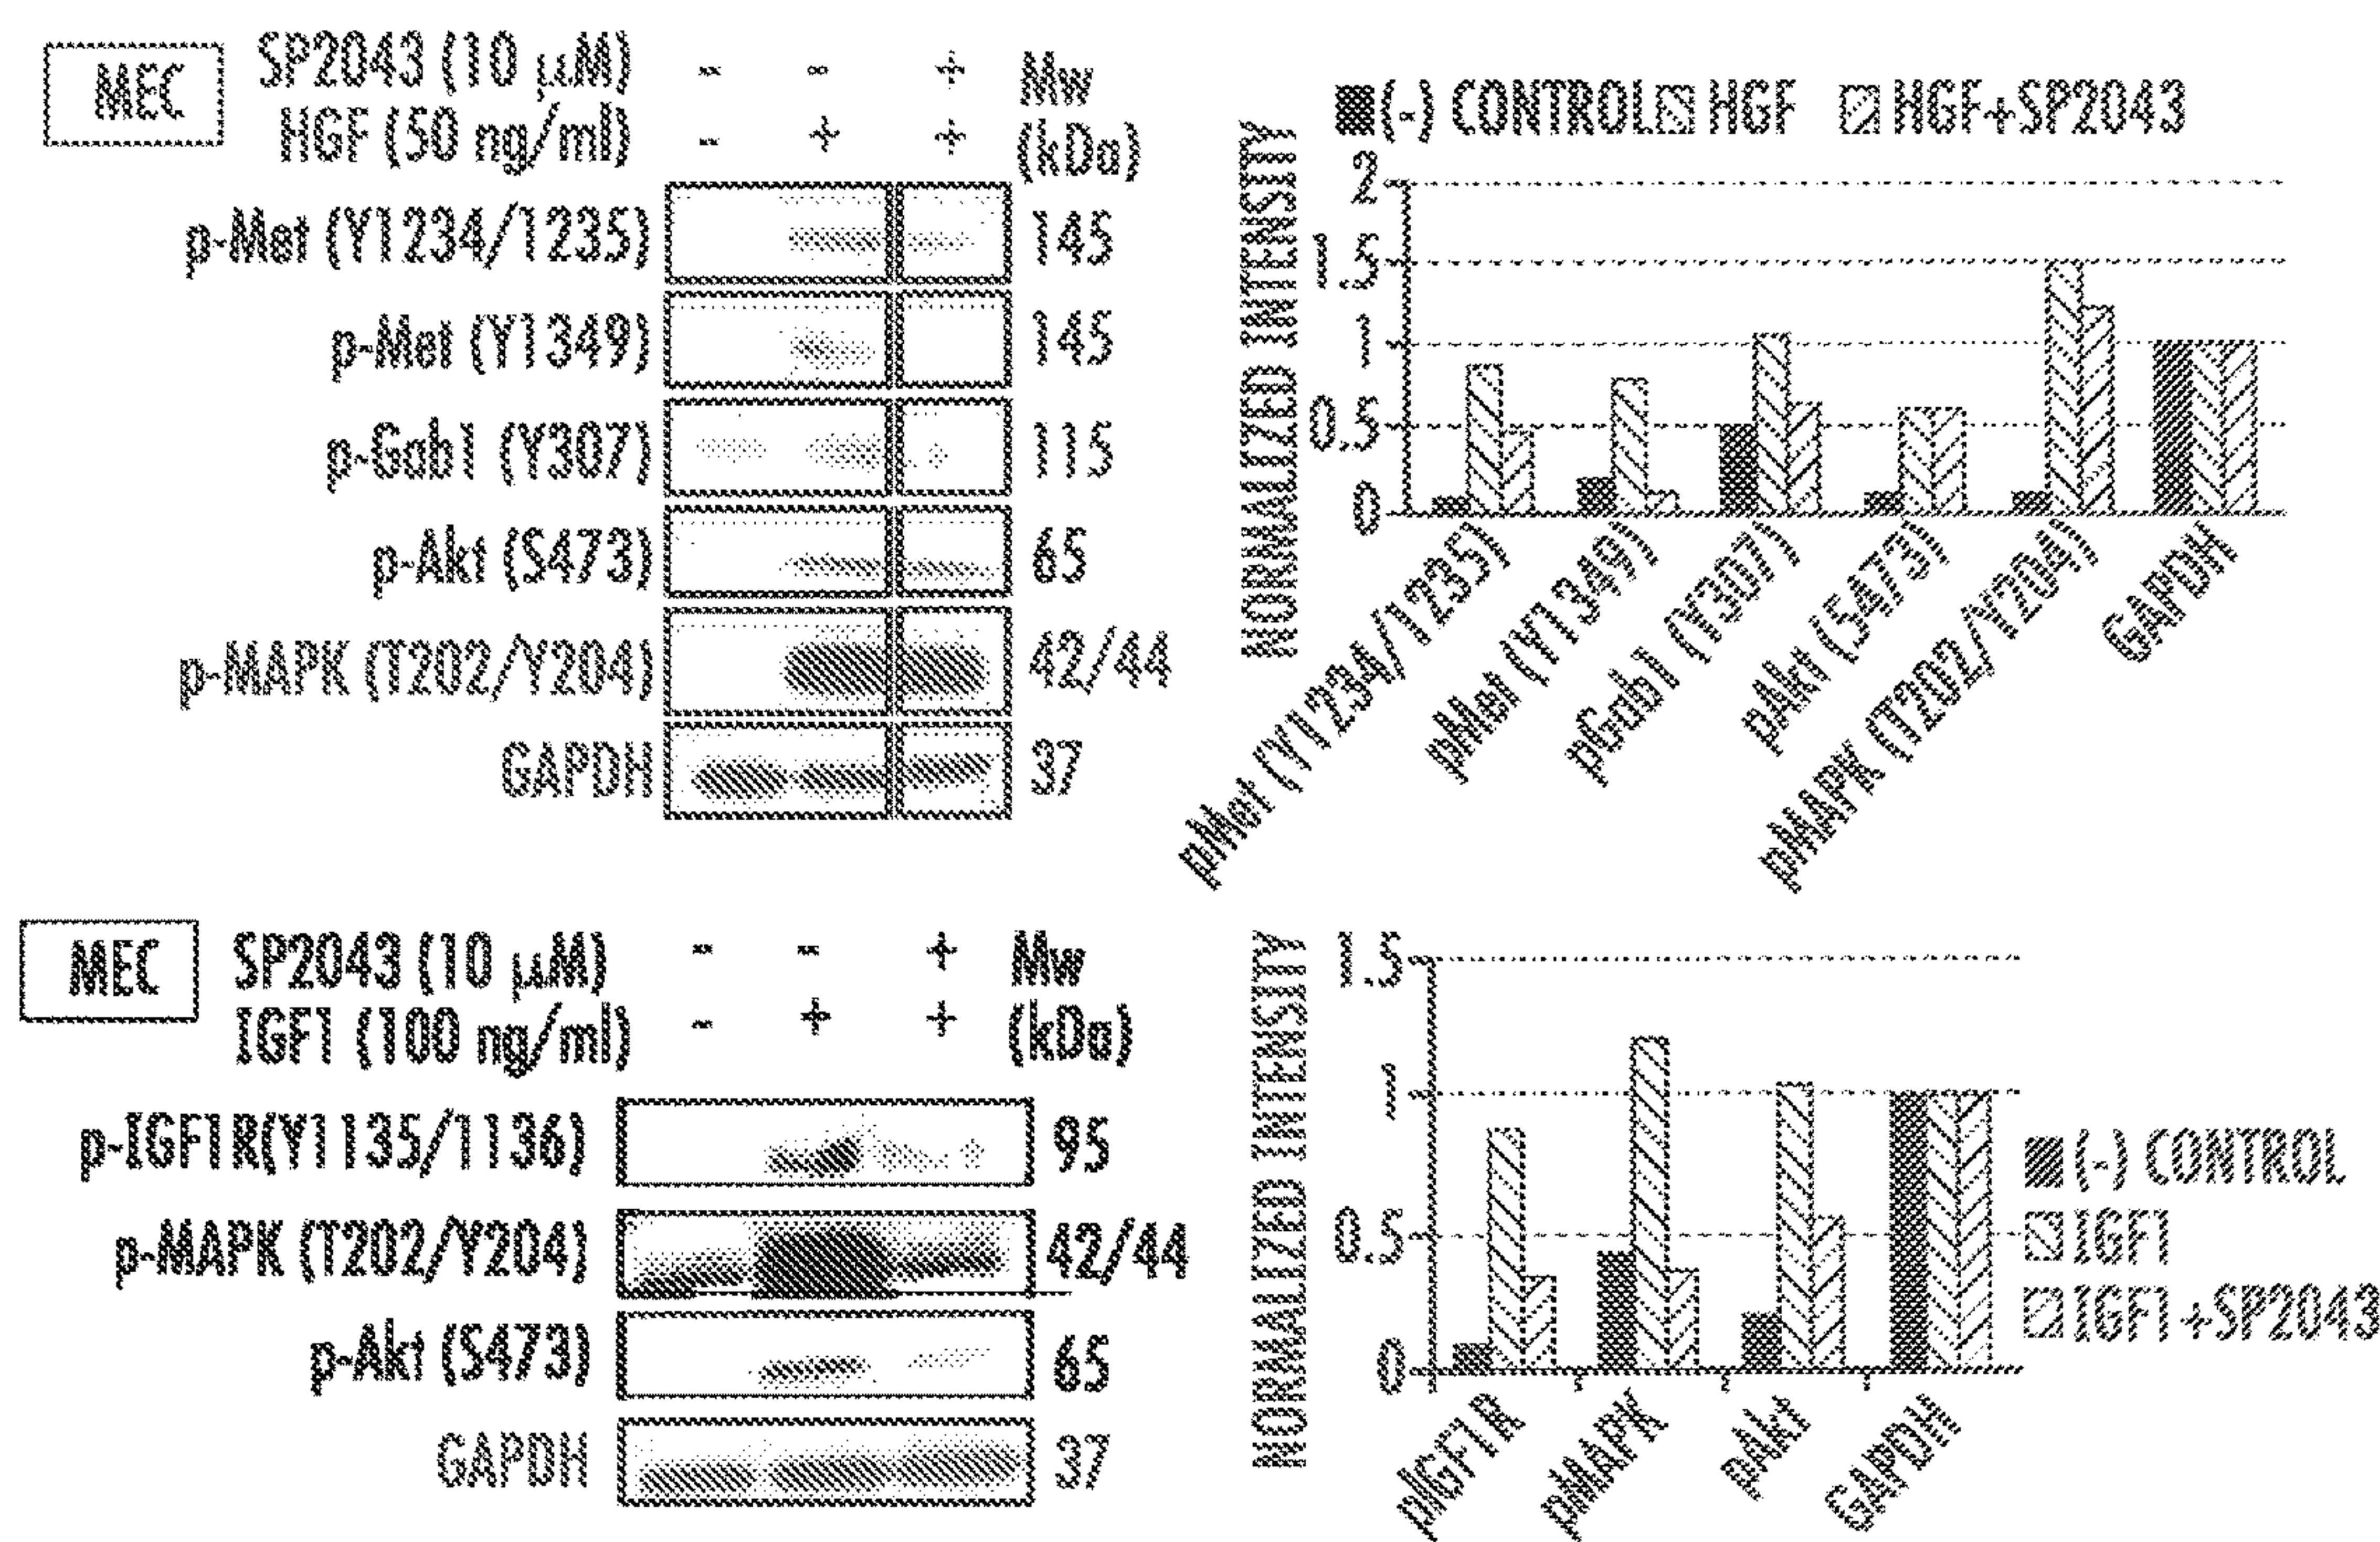 MEC
SP2043 (10 µM) - - + Mw
HGF (50 ng/ml) - + + (kDa)
p-Met (Y1234/1235) 145
p-Met (Y1349) 145
p-Gab1 (Y307) 115
p-Akt (S473) 65
p-MAPK (T202/Y204) 42/44
GAPDH 37
(-) CONTROL HGF HGF+SP2043
NORMALIZED INTENSITY
2
1.5
1
0.5
0
pMet (Y1234/1235)
pMet (Y1349)
pGab1 (Y307)
pAkt (5473)
pMAPK (T202/Y204)
GAPDH
MEC
SP2043 (10 µM) - - + Mw
IGF1 (100 ng/ml) - + + (kDa)
p-IGF1R(Y1135/1136) 95
p-MAPK (T202/Y204) 42/44
p-Akt (S473) 65
GAPDH 37
NORMALIZED INTENSITY
1.5
1
0.5
0
pIGF1R
pMAPK
pAkt
GAPDH
(-) CONTROL
IGF1
IGF1+SP2043